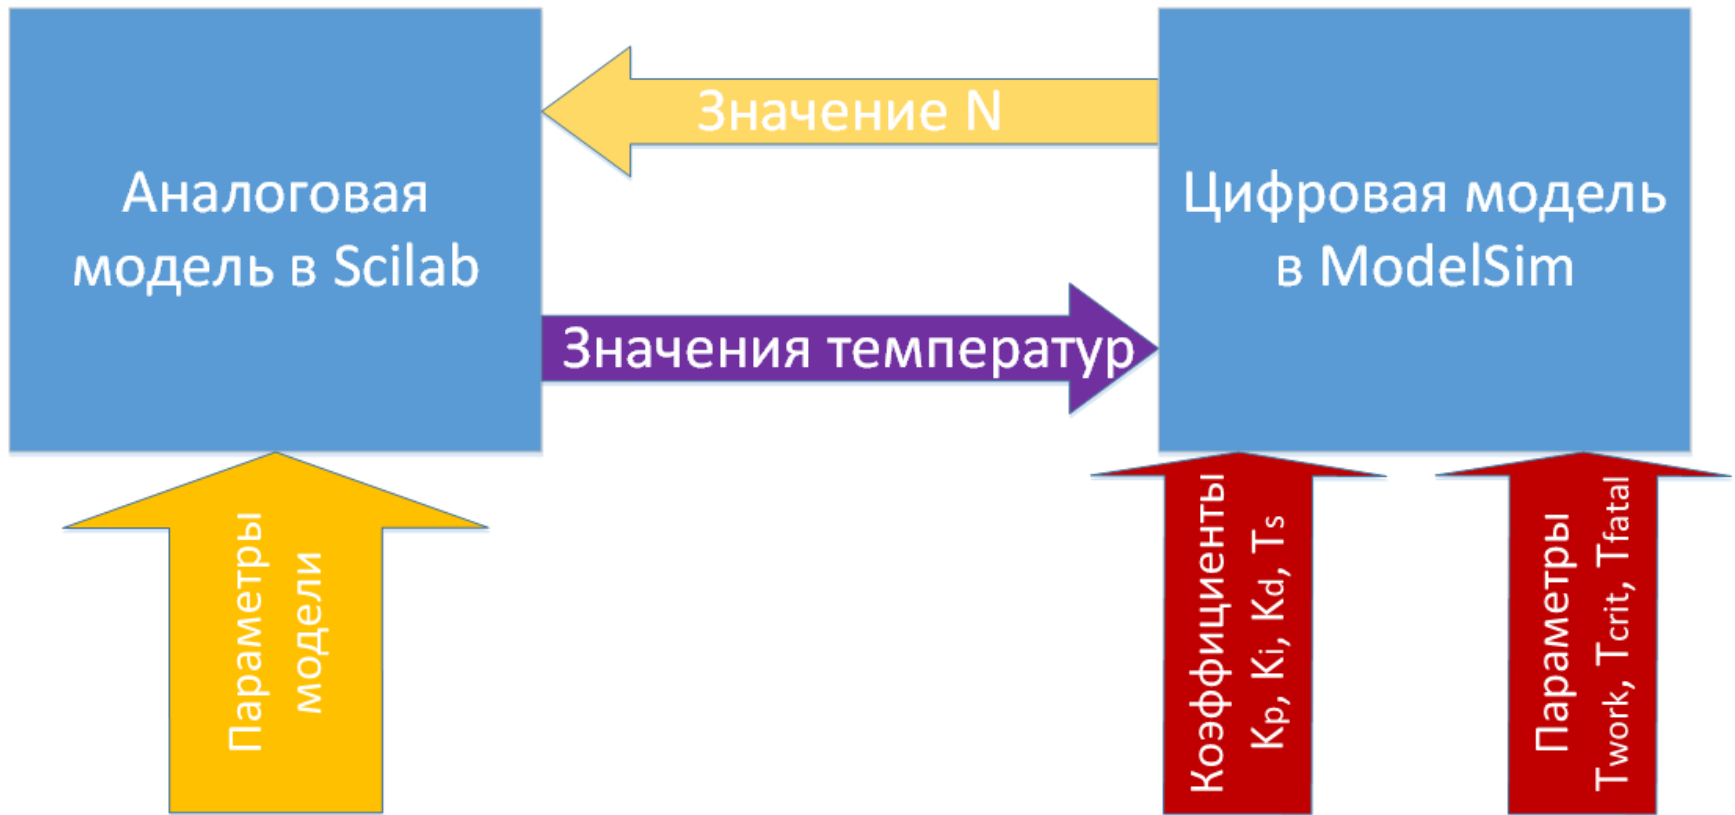 Аналоговая
модель в Scilab
Значение N
Значения температур
Цифровая модель
в ModelSim
Параметры
модели
Коэффициенты
Kp, Ki, Kd, Ts
Параметры
Twork, Tcrit, Tfatal